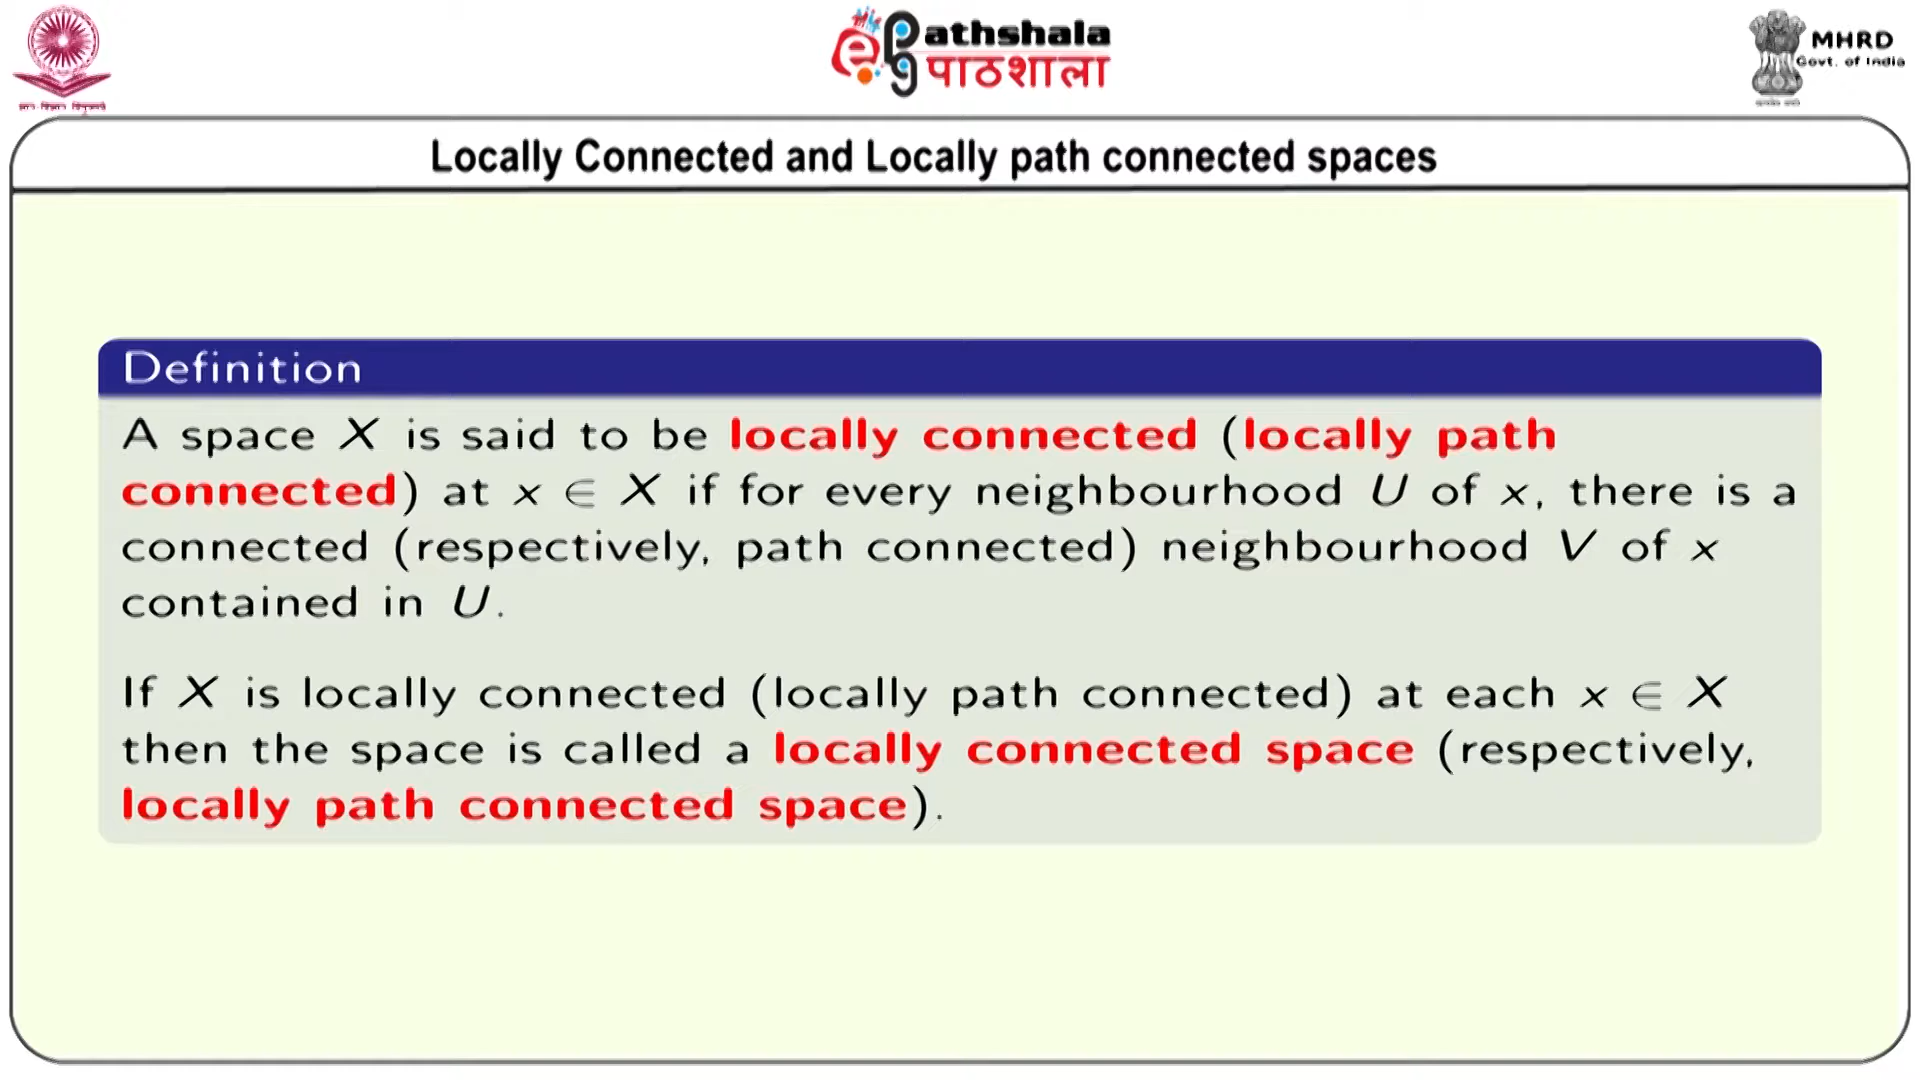 athshala
पाठशाला
MHRD
Govt. of India
Locally Connected and Locally path connected spaces
Definition
A space X is said to be locally connected (locally path
connected) at x ∈ X if for every neighbourhood U of x, there is a
connected (respectively, path connected) neighbourhood V of x
contained in U.
If X is locally connected (locally path connected) at each x ∈ X
then the space is called a locally connected space (respectively,
locally path connected space).